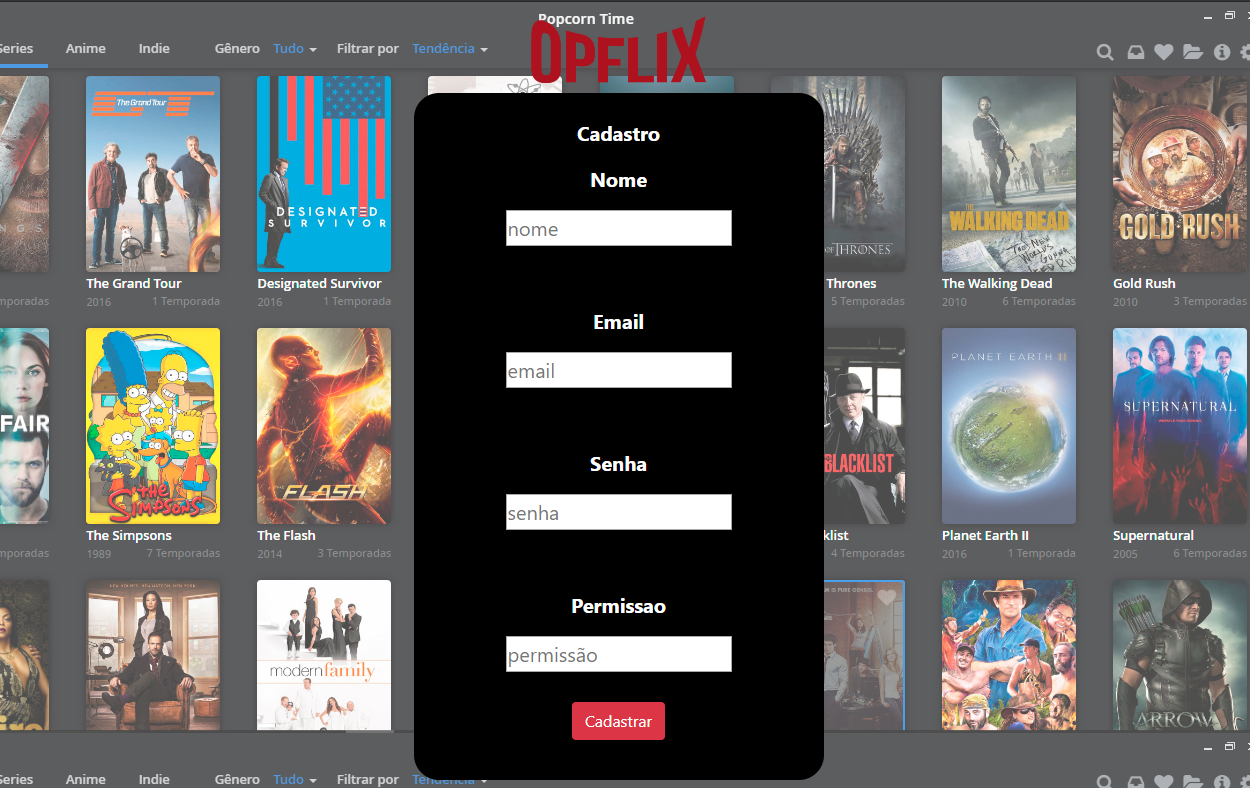 Popcorn Time
OPFLIX
Series Anime Indie Gênero Tudo Filtrar por Tendência
Cadastro
Nome
nome
Email
email
Senha
senha
Permissao
permissão
Cadastrar
The Grand Tour
DESIGNATED
SURVIVOR
OF THRONES
THE WALKING DEAD
GOLD RUSH
The Grand Tour
2016 1 Temporada
Designated Survivor
2016 1 Temporada
Thrones
5 Temporadas
The Walking Dead
2010 6 Temporadas
Gold Rush
2010 3 Temporadas
FAIR
THE SIMPSONS
FLASH
BLACKLIST
PLANET EARTH II
SUPERNATURAL
The Simpsons
1989 7 Temporadas
The Flash
2014 3 Temporadas
klist
4 Temporadas
Planet Earth II
2016 1 Temporada
Supernatural
2005 6 Temporadas
modern family
ARROW
Series Anime Indie Gênero Tudo Filtrar por Tendência